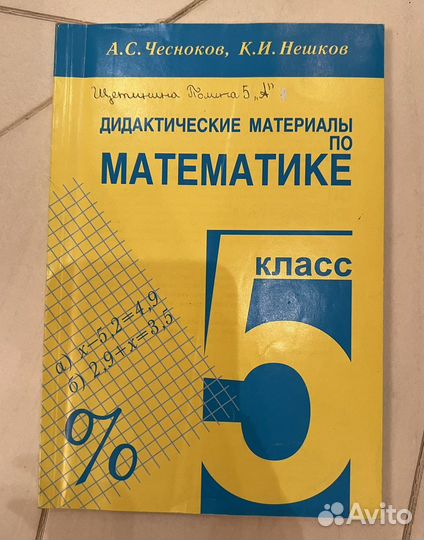 А.С. Чесноков, К.И. Нешков
Щетинина Полина 5 „А"
ДИДАКТИЧЕСКИЕ МАТЕРИАЛЫ
ПО
МАТЕМАТИКЕ
класс
5
а) x-5,2=4,9
б) 2,9+x=3,5
%
Avito